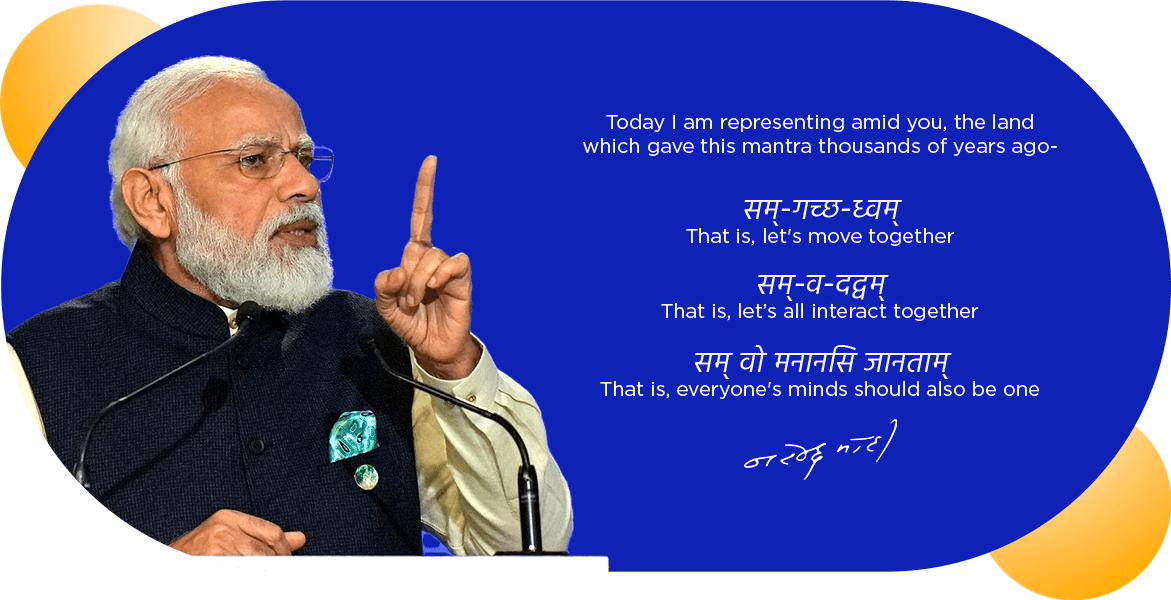 Today I am representing amid you, the land
which gave this mantra thousands of years ago-
सम्-गच्छ-ध्वम्
That is, let's move together
सम्-व-दद्वम्
That is, let’s all interact together
सम् वो मनानसि जानताम्
That is, everyone's minds should also be one
नरेन्द्र मोदी